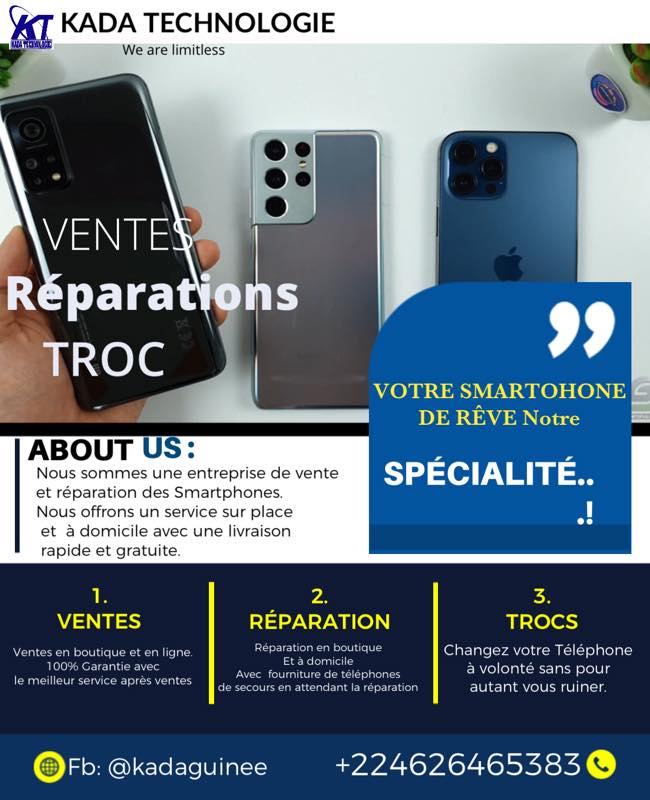 KT
KADA TECHNOLOGIE
KADA TECHNOLOGIE
We are limitless
VENTES
Réparations
TROC
VOTRE SMARTOHONE
DE RÊVE Notre
SPÉCIALITÉ..
.!
ABOUT US :
Nous sommes une entreprise de vente
et réparation des Smartphones.
Nous offrons un service sur place
et à domicile avec une livraison
rapide et gratuite.
1.
VENTES
Ventes en boutique et en ligne.
100% Garantie avec
le meilleur service après ventes
2.
RÉPARATION
Réparation en boutique
Et à domicile
Avec fourniture de téléphones
de secours en attendant la réparation
3.
TROCS
Changez votre Téléphone
à volonté sans pour
autant vous ruiner.
Fb: @kadaguinee
+224626465383